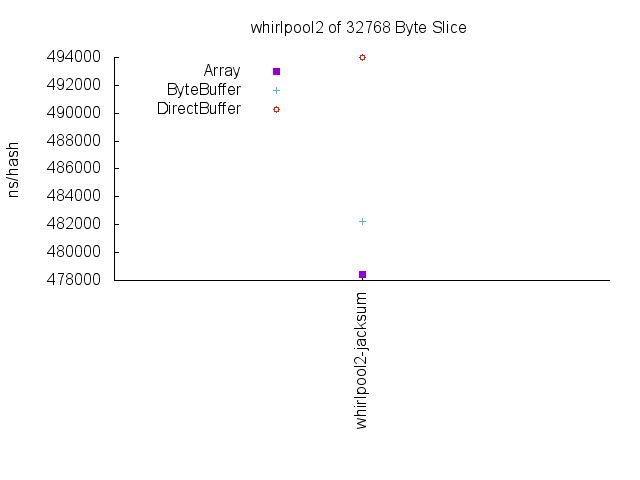 whirlpool2 of 32768 Byte Slice
494000
492000
490000
488000
486000
484000
482000
480000
478000
ns/hash
Array
ByteBuffer
DirectBuffer
whirlpool2-jacksum